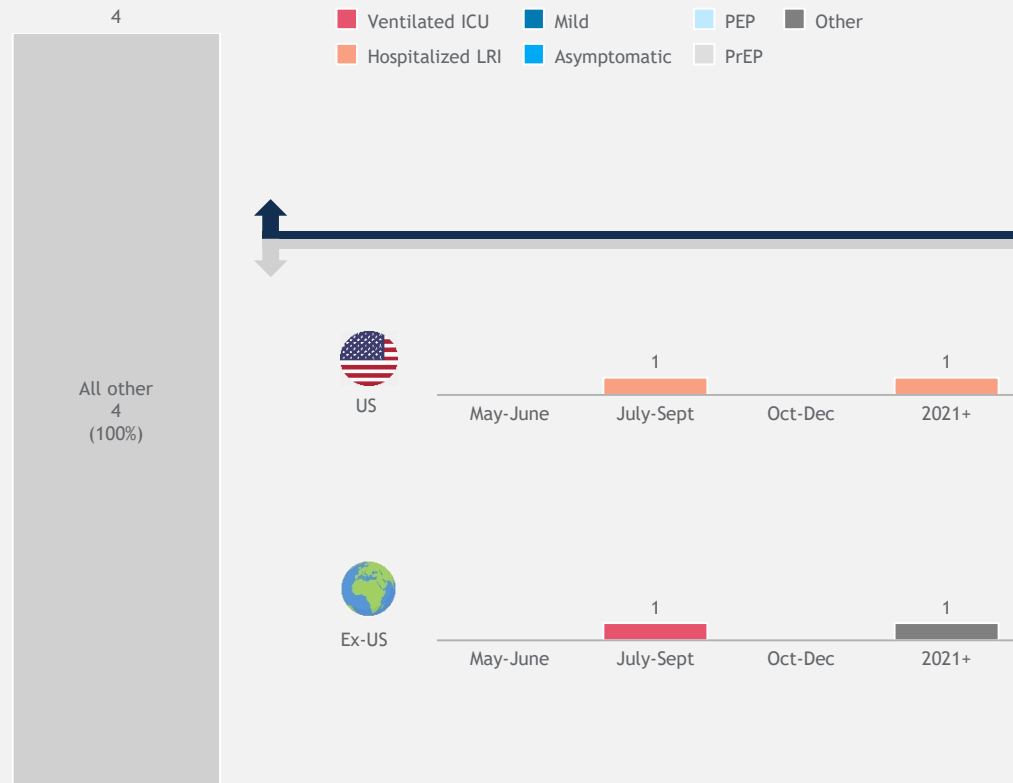 4
Ventilated ICU
Mild
PEP
Other
Hospitalized LRI
Asymptomatic
PrEP
All other
4
(100%)
US
1
1
May-June
July-Sept
Oct-Dec
2021+
Ex-US
1
1
May-June
July-Sept
Oct-Dec
2021+